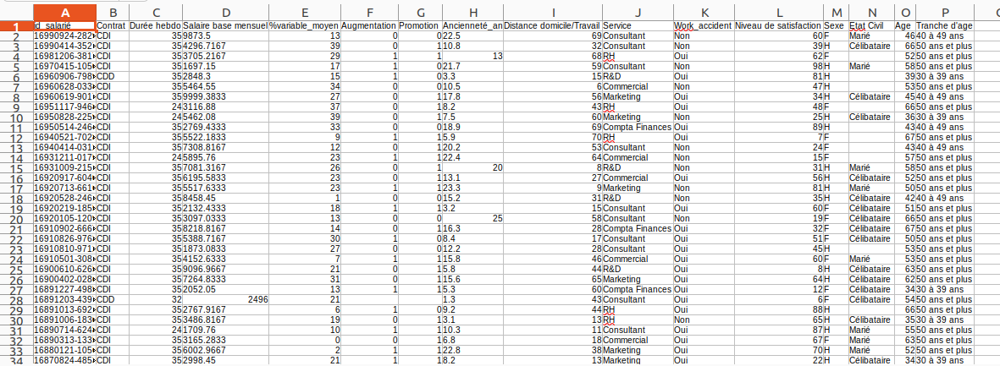 A B C D E F G H I J K L M N O P
1 id_salarié Contrat Durée hebdo Salaire base mensuel %variable_moyen Augmentation Promotion Ancienneté_an Distance domicile/Travail Service Work_accident Niveau de satisfaction Sexe Etat Civil Age Tranche d'age
2 16990924-282 CDI 35 9873.5 13 0 0 22.5 69 Consultant Non 60 F Marié 46 40 à 49 ans
3 16990414-352 CDI 35 4296.7167 39 0 1 10.8 32 Consultant Non 39 H Célibataire 66 50 ans et plus
4 16981206-381 CDI 35 3705.2167 29 1 1 13 68 RH Oui 62 F 52 50 ans et plus
5 16970415-105 CDI 35 1697.15 17 1 0 21.7 59 Consultant Non 98 H Marié 58 50 ans et plus
6 16960906-798 CDD 35 2848.3 15 1 0 3.3 15 R&D Oui 81 H 39 30 à 39 ans
7 16960628-033 CDI 35 5464.55 34 0 0 10.5 6 Commercial Non 47 H 53 50 ans et plus
8 16960619-901 CDI 35 9999.3833 27 0 1 17.8 56 Marketing Oui 34 H Célibataire 45 40 à 49 ans
9 16951117-946 CDI 24 3116.88 37 0 1 8.2 43 RH Oui 48 F 66 50 ans et plus
10 16950828-225 CDI 24 5462.08 39 0 1 7.5 60 Marketing Non 25 H Célibataire 36 30 à 39 ans
11 16950514-246 CDI 35 2769.4333 33 0 0 18.9 69 Compta Finances Oui 89 H 43 40 à 49 ans
12 16940521-702 CDI 35 5522.1833 9 1 1 5.9 70 RH Oui 7 F 67 50 ans et plus
13 16940414-031 CDI 35 7308.8167 12 0 1 20.2 53 Consultant Non 24 F 43 40 à 49 ans
14 16931211-017 CDI 24 5895.76 23 1 1 22.4 64 Commercial Non 15 F 57 50 ans et plus
15 16931009-215 CDI 35 7081.3167 26 0 1 20 8 R&D Non 31 H Marié 58 50 ans et plus
16 16920917-604 CDI 35 6195.5833 23 0 1 13.1 27 Commercial Oui 56 H Célibataire 52 50 ans et plus
17 16920713-661 CDI 35 5517.6333 23 1 1 23.3 9 Marketing Non 81 H Marié 50 50 ans et plus
18 16920528-246 CDI 35 8458.45 1 0 0 15.2 31 R&D Non 35 H Célibataire 42 40 à 49 ans
19 16920219-185 CDI 35 2132.4333 18 1 1 3.2 15 Consultant Oui 60 F Célibataire 51 50 ans et plus
20 16920105-120 CDI 35 3097.0333 13 0 0 25 58 Consultant Non 19 F Célibataire 66 50 ans et plus
21 16910902-666 CDI 35 8218.8167 14 0 1 16.3 28 Compta Finances Oui 32 F Célibataire 67 50 ans et plus
22 16910826-976 CDI 35 5388.7167 30 1 0 8.4 17 Consultant Oui 51 F Célibataire 50 50 ans et plus
23 16910810-971 CDI 35 1873.0833 27 0 0 12.2 28 Consultant Oui 45 H 53 50 ans et plus
24 16910501-308 CDI 35 4152.6333 7 1 1 15.8 46 Commercial Oui 60 F Marié 53 50 ans et plus
25 16900610-626 CDI 35 9096.9667 21 0 1 5.8 44 R&D Oui 8 H Célibataire 63 50 ans et plus
26 16900402-028 CDI 35 7264.8333 31 0 1 15.6 65 Marketing Oui 64 H Célibataire 62 50 ans et plus
27 16891227-498 CDI 35 2052.05 13 1 1 5.3 60 Compta Finances Oui 12 F Célibataire 34 30 à 39 ans
28 16891203-439 CDD 32 2496 21 1.3 43 Consultant Oui 6 F Célibataire 54 50 ans et plus
29 16891013-692 CDI 35 2767.9167 6 1 0 9.2 44 RH Oui 88 H 66 50 ans et plus
30 16891006-183 CDI 35 3486.8167 19 0 1 3.1 13 RH Non 65 H Célibataire 35 30 à 39 ans
31 16890714-624 CDI 24 1709.76 10 1 1 10.3 11 Consultant Oui 87 H Marié 55 50 ans et plus
32 16890313-133 CDI 35 3165.2833 0 0 1 6.8 18 Commercial Oui 67 F Marié 63 50 ans et plus
33 16880121-105 CDI 35 6002.9667 2 1 1 22.8 38 Marketing Oui 70 H Marié 52 50 ans et plus
34 16870824-485 CDI 35 2998.45 21 1 1 8.2 13 Marketing Oui 22 H Célibataire 34 30 à 39 ans